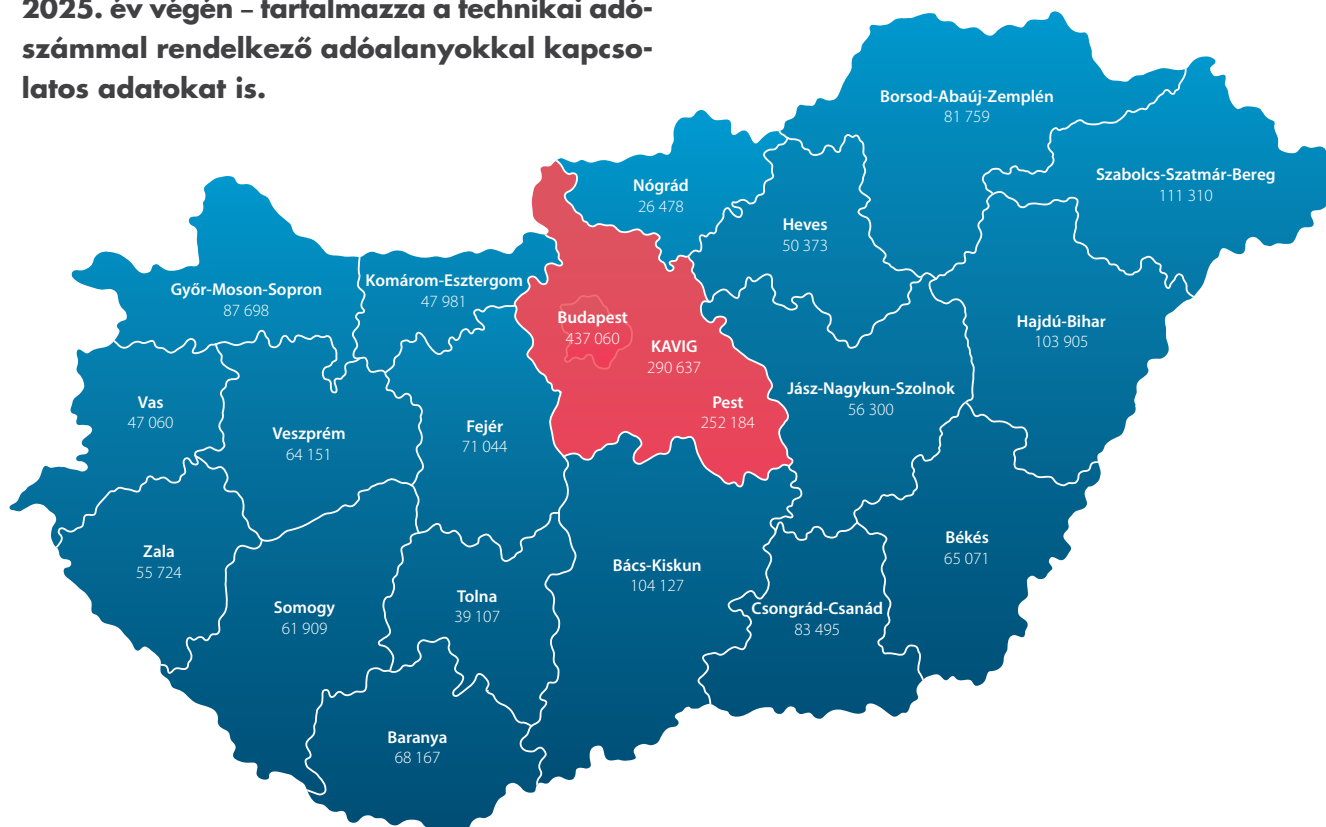 2025. év végén – tartalmazza a technikai adó-
számmal rendelkező adóalanyokkal kapcso-
latos adatokat is.
Borsod-Abaúj-Zemplén
81 759
Szabolcs-Szatmár-Bereg
111 310
Nógrád
26 478
Heves
50 373
Győr-Moson-Sopron
87 698
Komárom-Esztergom
47 981
Budapest
437 060
KAVIG
290 637
Pest
252 184
Hajdú-Bihar
103 905
Jász-Nagykun-Szolnok
56 300
Vas
47 060
Veszprém
64 151
Fejér
71 044
Zala
55 724
Somogy
61 909
Tolna
39 107
Bács-Kiskun
104 127
Csongrád-Csanád
83 495
Békés
65 071
Baranya
68 167